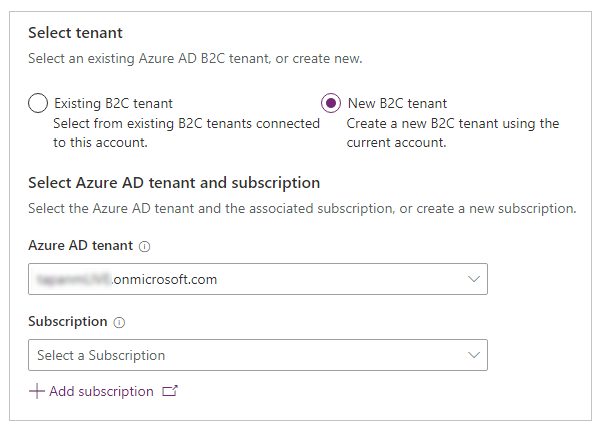 Select tenant
Select an existing Azure AD B2C tenant, or create new.
Existing B2C tenant
Select from existing B2C tenants connected
to this account.
New B2C tenant
Create a new B2C tenant using the
current account.
Select Azure AD tenant and subscription
Select the Azure AD tenant and the associated subscription, or create a new subscription.
Azure AD tenant
.onmicrosoft.com
Subscription
Select a Subscription
Add subscription